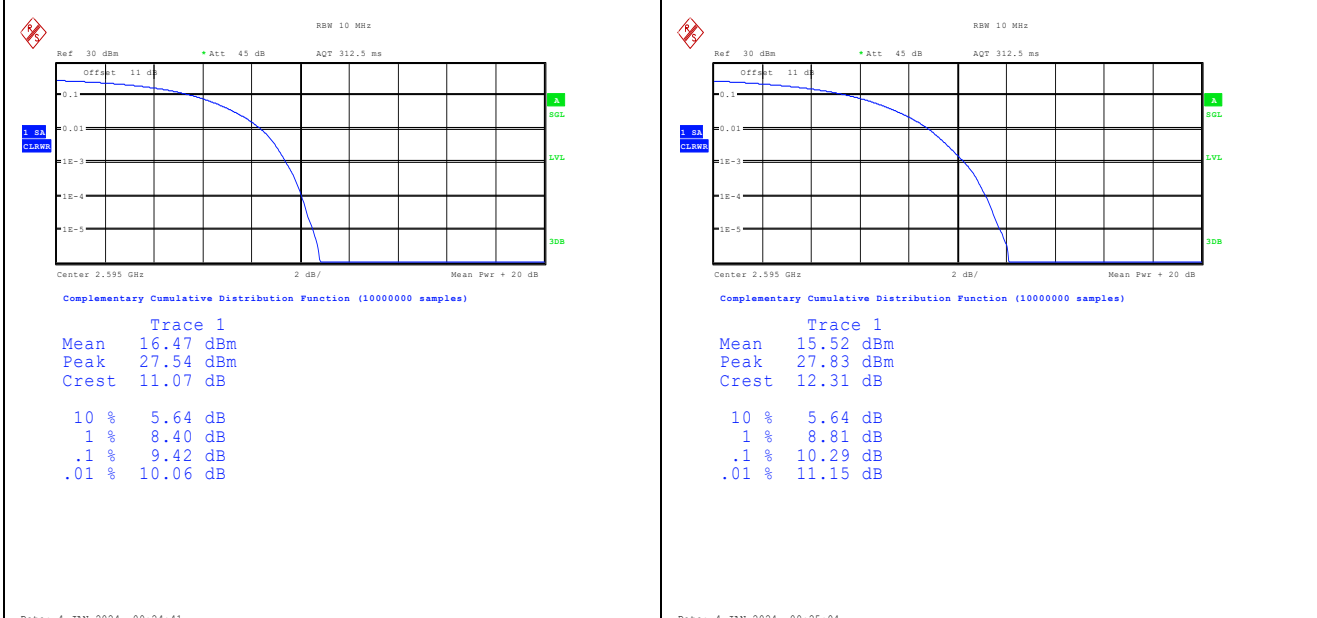 RBW 10 MHz
Ref 30 dBm * Att 45 dB AQT 312.5 ms
Offset 11 dB
0.1
0.01
1E-3
1E-4
1E-5
1 SA
CLRWR
A
SGL
LVL
3DB
Center 2.595 GHz 2 dB/ Mean Pwr + 20 dB
Complementary Cumulative Distribution Function (10000000 samples)
Trace 1
Mean 16.47 dBm
Peak 27.54 dBm
Crest 11.07 dB
10 % 5.64 dB
1 % 8.40 dB
.1 % 9.42 dB
.01 % 10.06 dB
RBW 10 MHz
Ref 30 dBm * Att 45 dB AQT 312.5 ms
Offset 11 dB
0.1
0.01
1E-3
1E-4
1E-5
1 SA
CLRWR
A
SGL
LVL
3DB
Center 2.595 GHz 2 dB/ Mean Pwr + 20 dB
Complementary Cumulative Distribution Function (10000000 samples)
Trace 1
Mean 15.52 dBm
Peak 27.83 dBm
Crest 12.31 dB
10 % 5.64 dB
1 % 8.81 dB
.1 % 10.29 dB
.01 % 11.15 dB